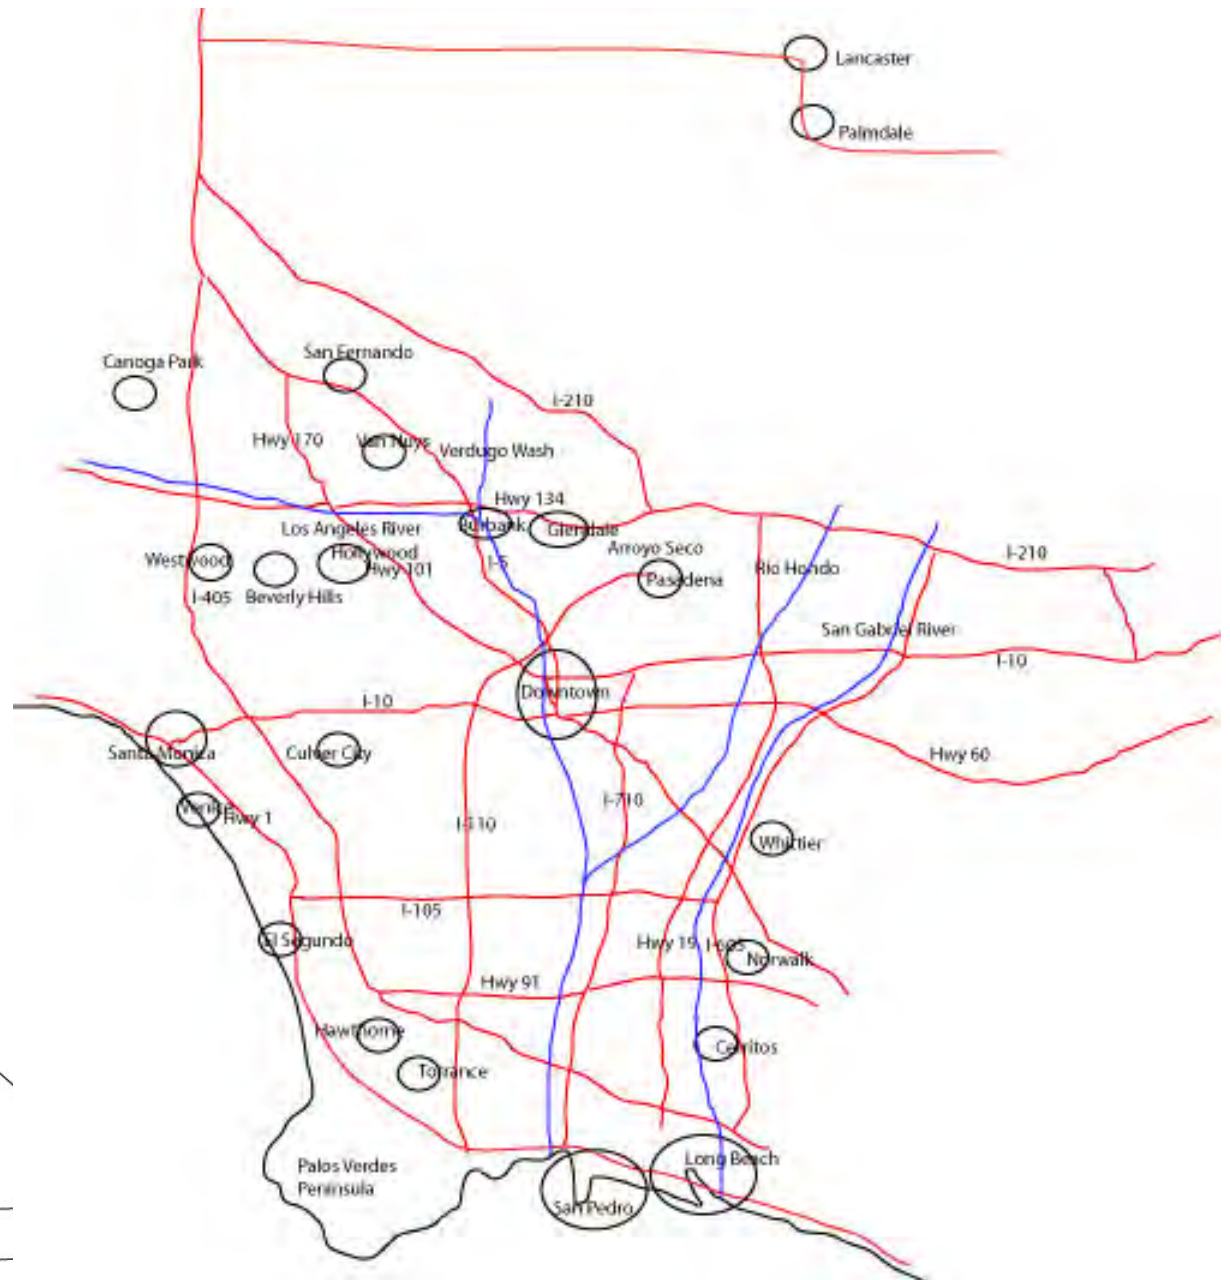 Lancaster
Palmdale
San Fernando
Canoga Park
I-210
Hwy 170
Van Nuys
Verdugo Wash
Hwy 134
Los Angeles River
Burbank
Glendale
Arroyo Seco
Hollywood
Hwy 101
I-5
Westwood
I-405
Beverly Hills
Pasadena
Rio Hondo
I-210
San Gabriel River
I-10
Downtown
I-10
Santa Monica
Culver City
Hwy 60
Venice
Hwy 1
I-710
I-110
Whittier
I-105
El Segundo
Hwy 19
I-605
Norwalk
Hwy 91
Hawthorne
Cerritos
Torrance
Palos Verdes
Peninsula
Long Beach
San Pedro